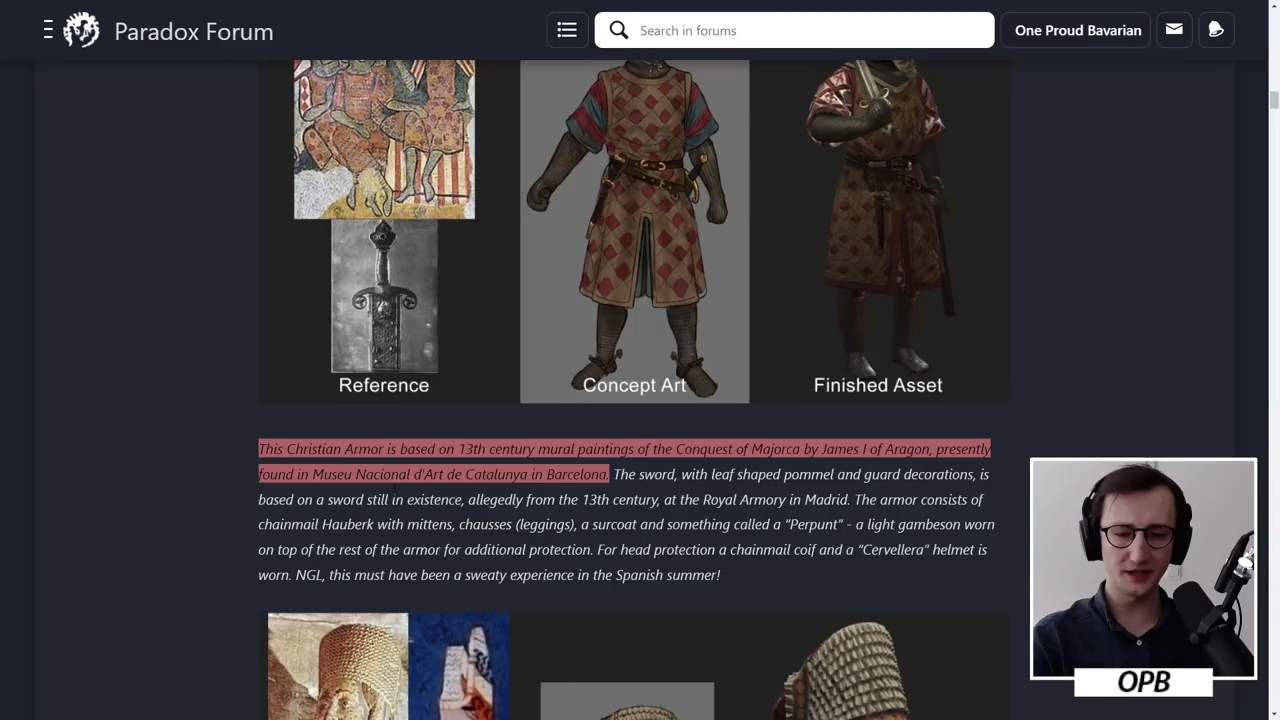 Paradox Forum
Search in forums
One Proud Bavarian
Reference
Concept Art
Finished Asset
This Christian Armor is based on 13th century mural paintings of the Conquest of Majorca by James I of Aragon, presently
found in Museu Nacional d'Art de Catalunya in Barcelona. The sword, with leaf shaped pommel and guard decorations, is
based on a sword still in existence, allegedly from the 13th century, at the Royal Armory in Madrid. The armor consists of
chainmail Hauberk with mittens, chausses (leggings), a surcoat and something called a “Perpunt” - a light gambeson worn
on top of the rest of the armor for additional protection. For head protection a chainmail coif and a “Cervellera” helmet is
worn. NGL, this must have been a sweaty experience in the Spanish summer!
OPB